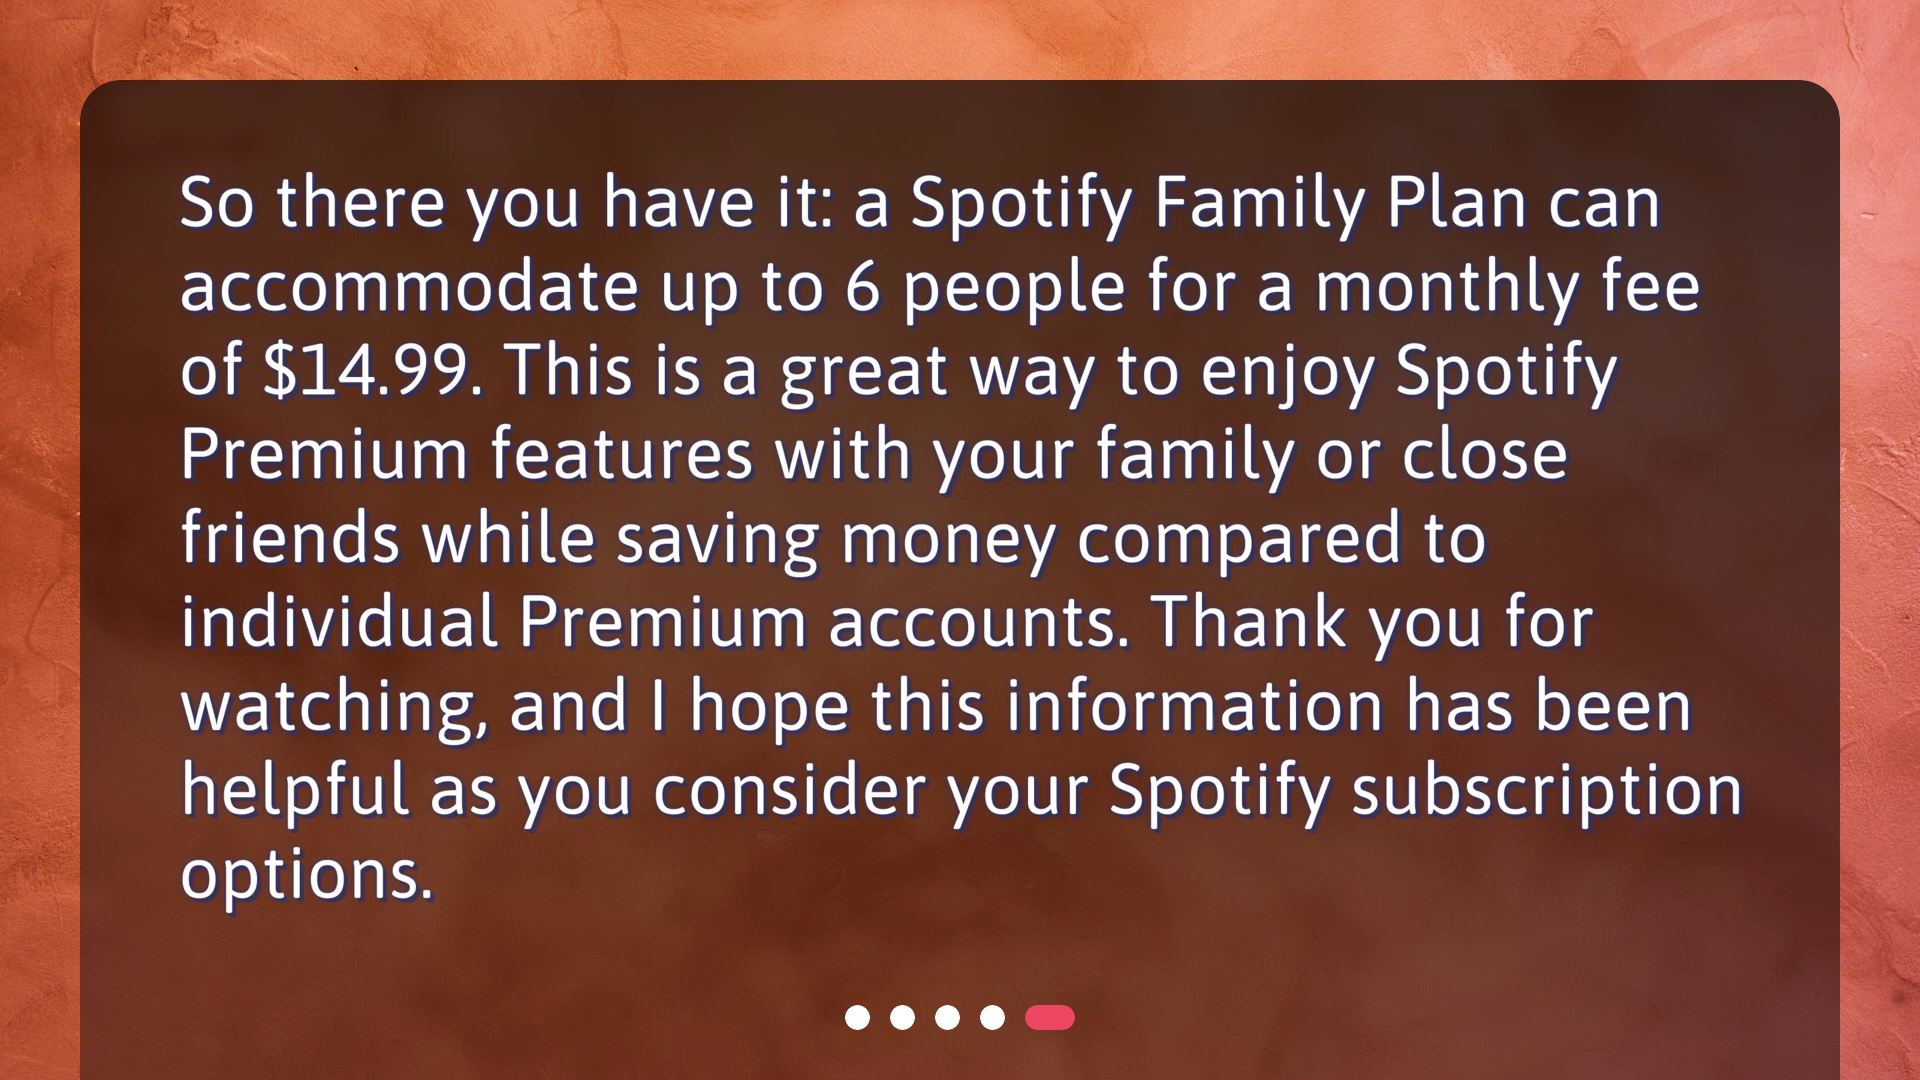 So there you have it: a Spotify Family Plan can
accommodate up to 6 people for a monthly fee
of $14.99. This is a great way to enjoy Spotify
Premium features with your family or close
friends while saving money compared to
individual Premium accounts. Thank you for
watching, and I hope this information has been
helpful as you consider your Spotify subscription
options.